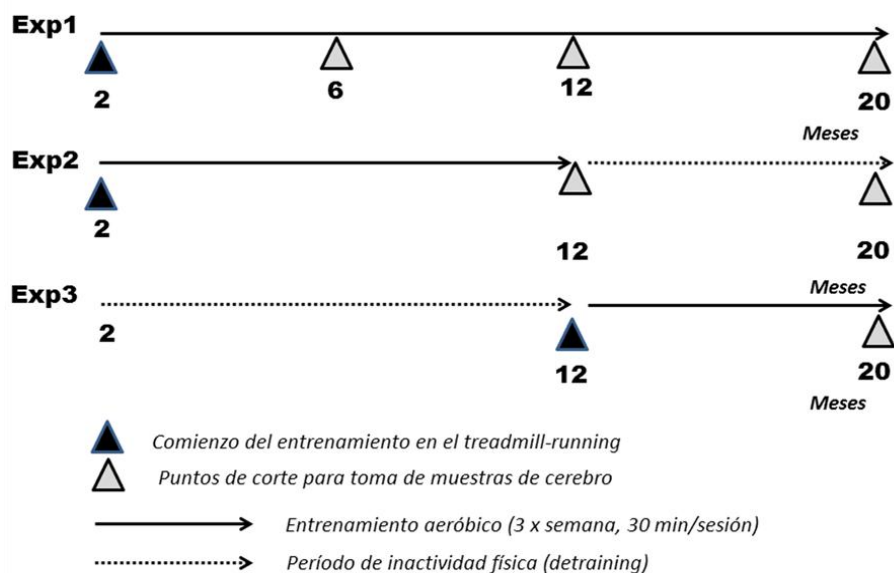 Exp1
2 6 12 20
Meses
Exp2
2 12 20
Meses
Exp3
2 12 20
Meses
Comienzo del entrenamiento en el treadmill-running
Puntos de corte para toma de muestras de cerebro
Entrenamiento aeróbico (3 x semana, 30 min/sesión)
Período de inactividad física (detraining)